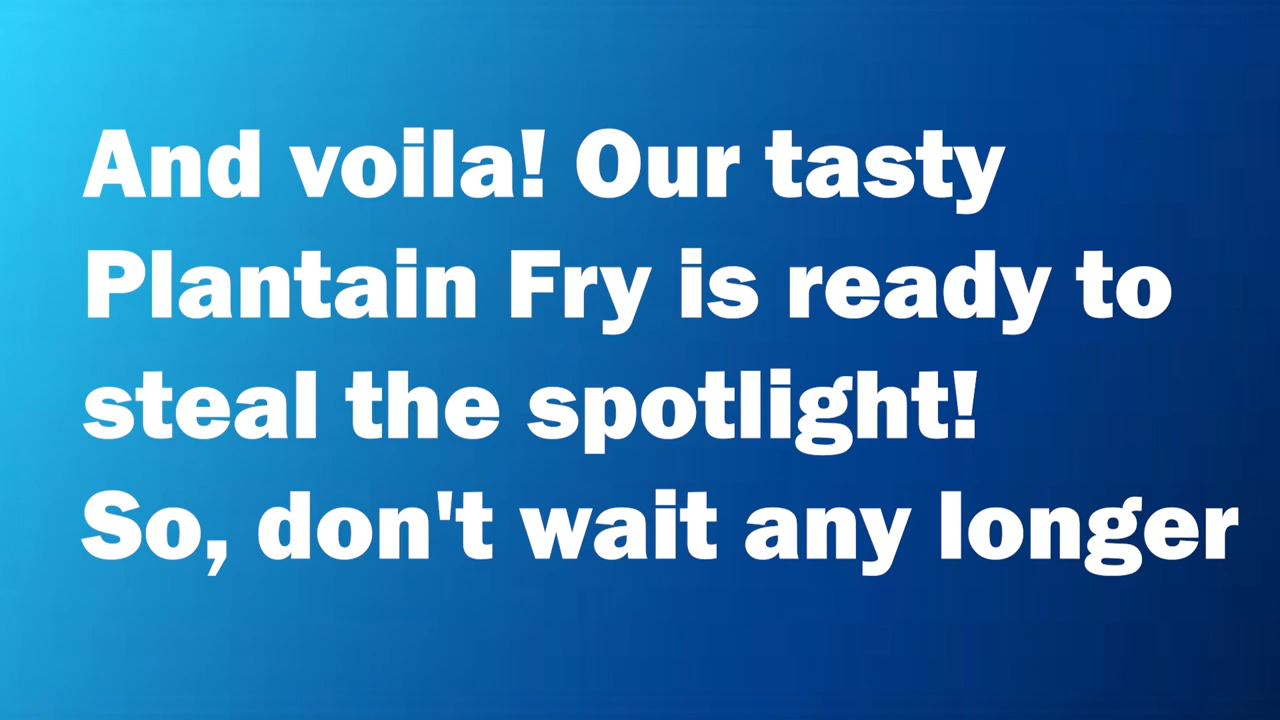 And voila! Our tasty
Plantain Fry is ready to
steal the spotlight!
So, don't wait any longer